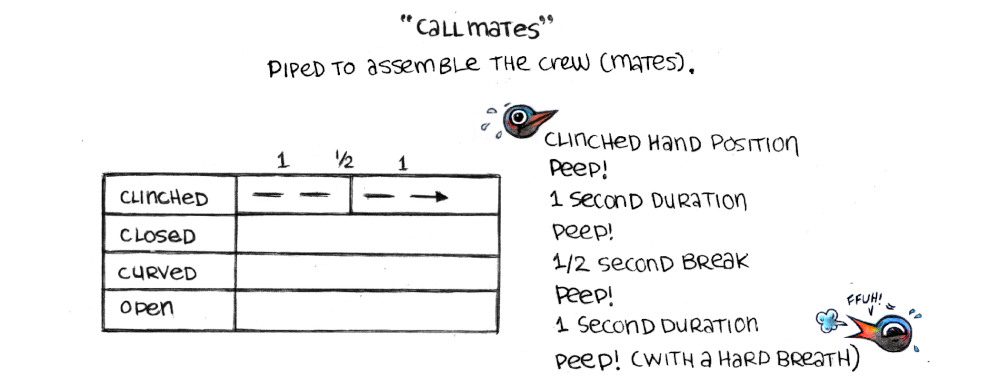 "Call mates"
Piped to assemble the crew (mates).
1 1/2 1
Clinched
Closed
Curved
Open
Clinched hand position
Peep!
1 second duration
Peep!
1/2 second break
Peep!
1 second duration
Peep! (with a hard breath)
FFUH!